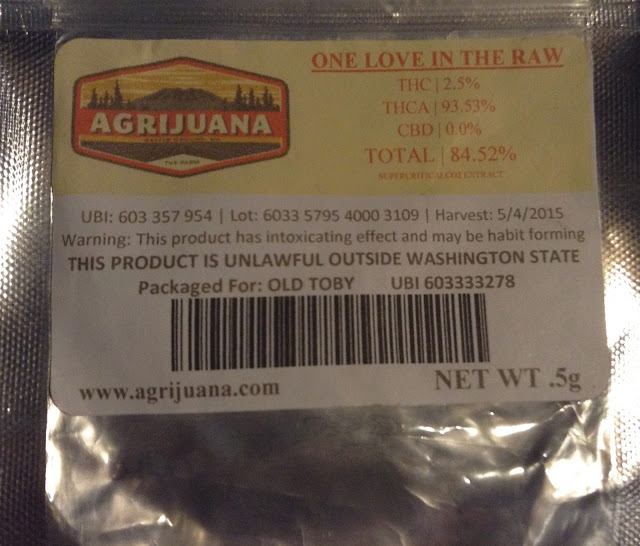 AGRIJUANA
THE FARM
ONE LOVE IN THE RAW
THC | 2.5%
THCA | 93.53%
CBD | 0.0%
TOTAL | 84.52%
SUPERCRITICAL CO2 EXTRACT
UBI: 603 357 954 | Lot: 6033 5795 4000 3109 | Harvest: 5/4/2015
Warning: This product has intoxicating effect and may be habit forming
THIS PRODUCT IS UNLAWFUL OUTSIDE WASHINGTON STATE
Packaged For: OLD TOBY UBI 603333278
www.agrijuana.com
NET WT .5g